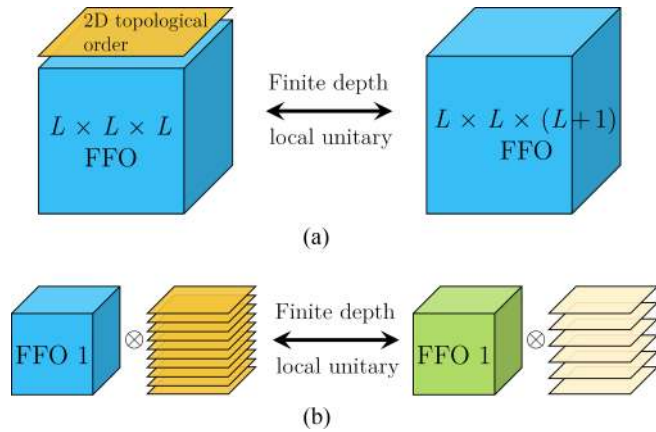 2D topological
order
L × L × L
FFO
Finite depth
local unitary
L × L × (L+1)
FFO
(a)
FFO 1
⊗
Finite depth
local unitary
FFO 1
⊗
(b)